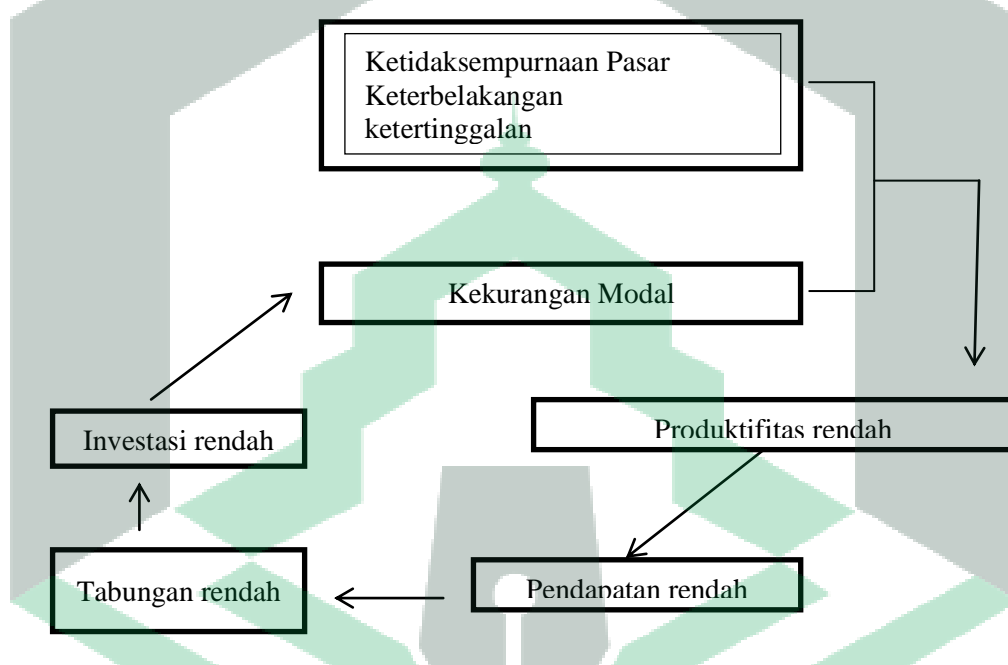 Ketidaksempurnaan Pasar
Keterbelakangan
ketertinggalan
Kekurangan Modal
Investasi rendah
Produktifitas rendah
Tabungan rendah
Pendapatan rendah